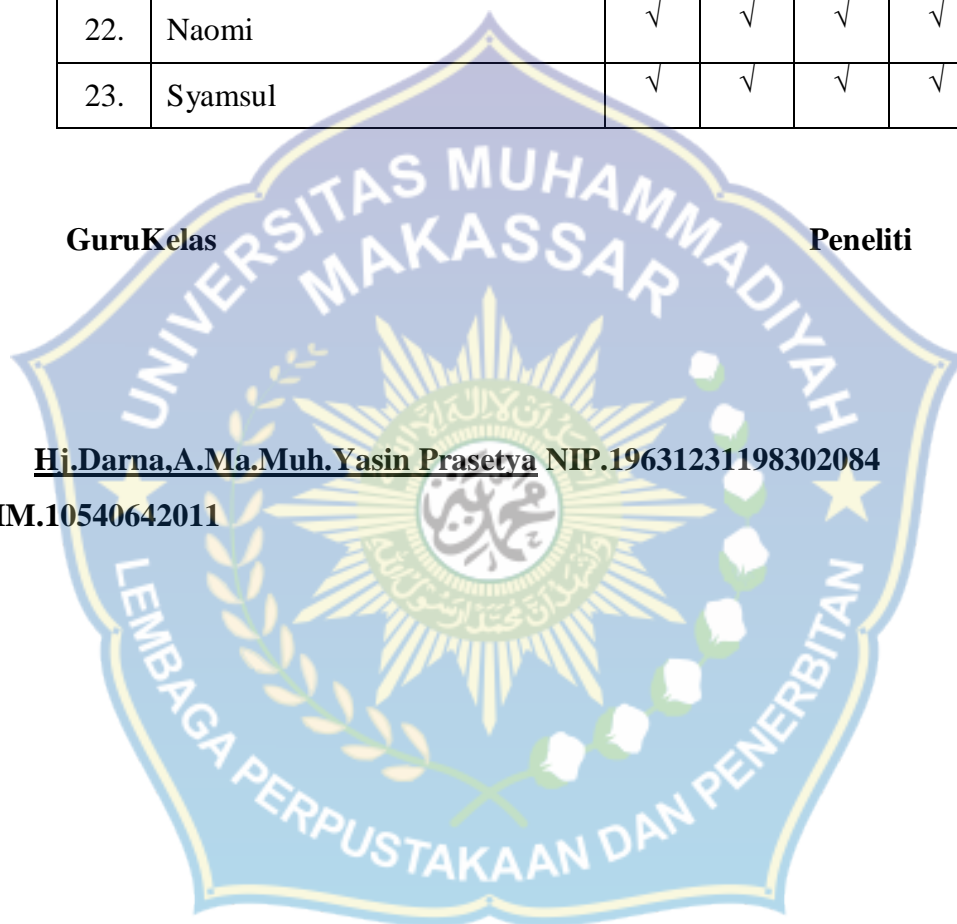 22. Naomi √ √ √ √
23. Syamsul √ √ √ √
UNIVERSITAS MUHAMMADIYAH
MAKASSAR
GuruKelas Peneliti
Hj.Darna,A.Ma.Muh.Yasin Prasetya NIP.19631231198302084
IM.10540642011
LEMBAGA PERPUSTAKAAN DAN PENERBITAN